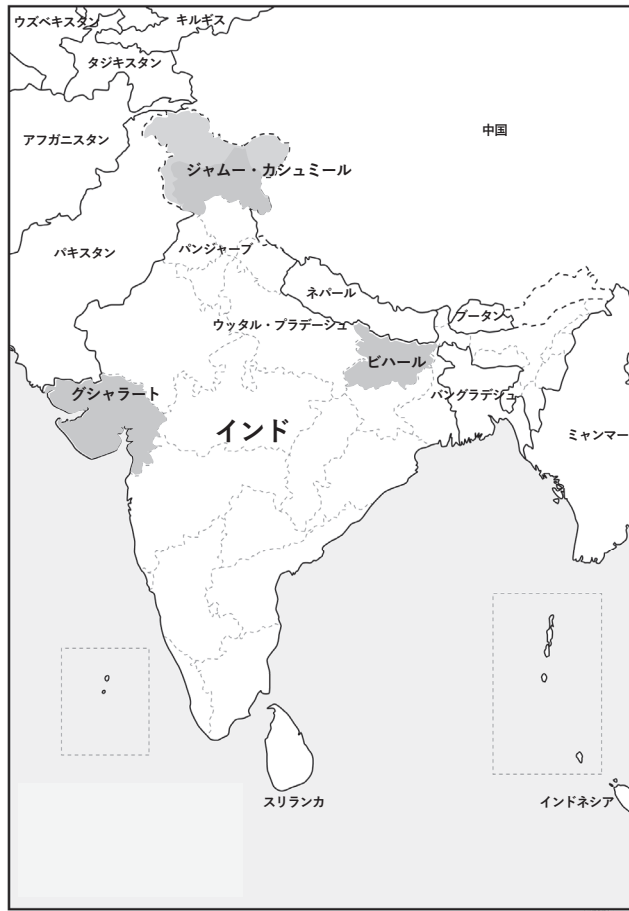 ウズベキスタン
キルギス
タジキスタン
アフガニスタン
中国
ジャムー・カシュミール
パキスタン
パンジャーブ
ネパール
ブータン
ウッタル・プラデーシュ
ビハール
グシャラート
バングラデシュ
インド
ミャンマー
スリランカ
インドネシア